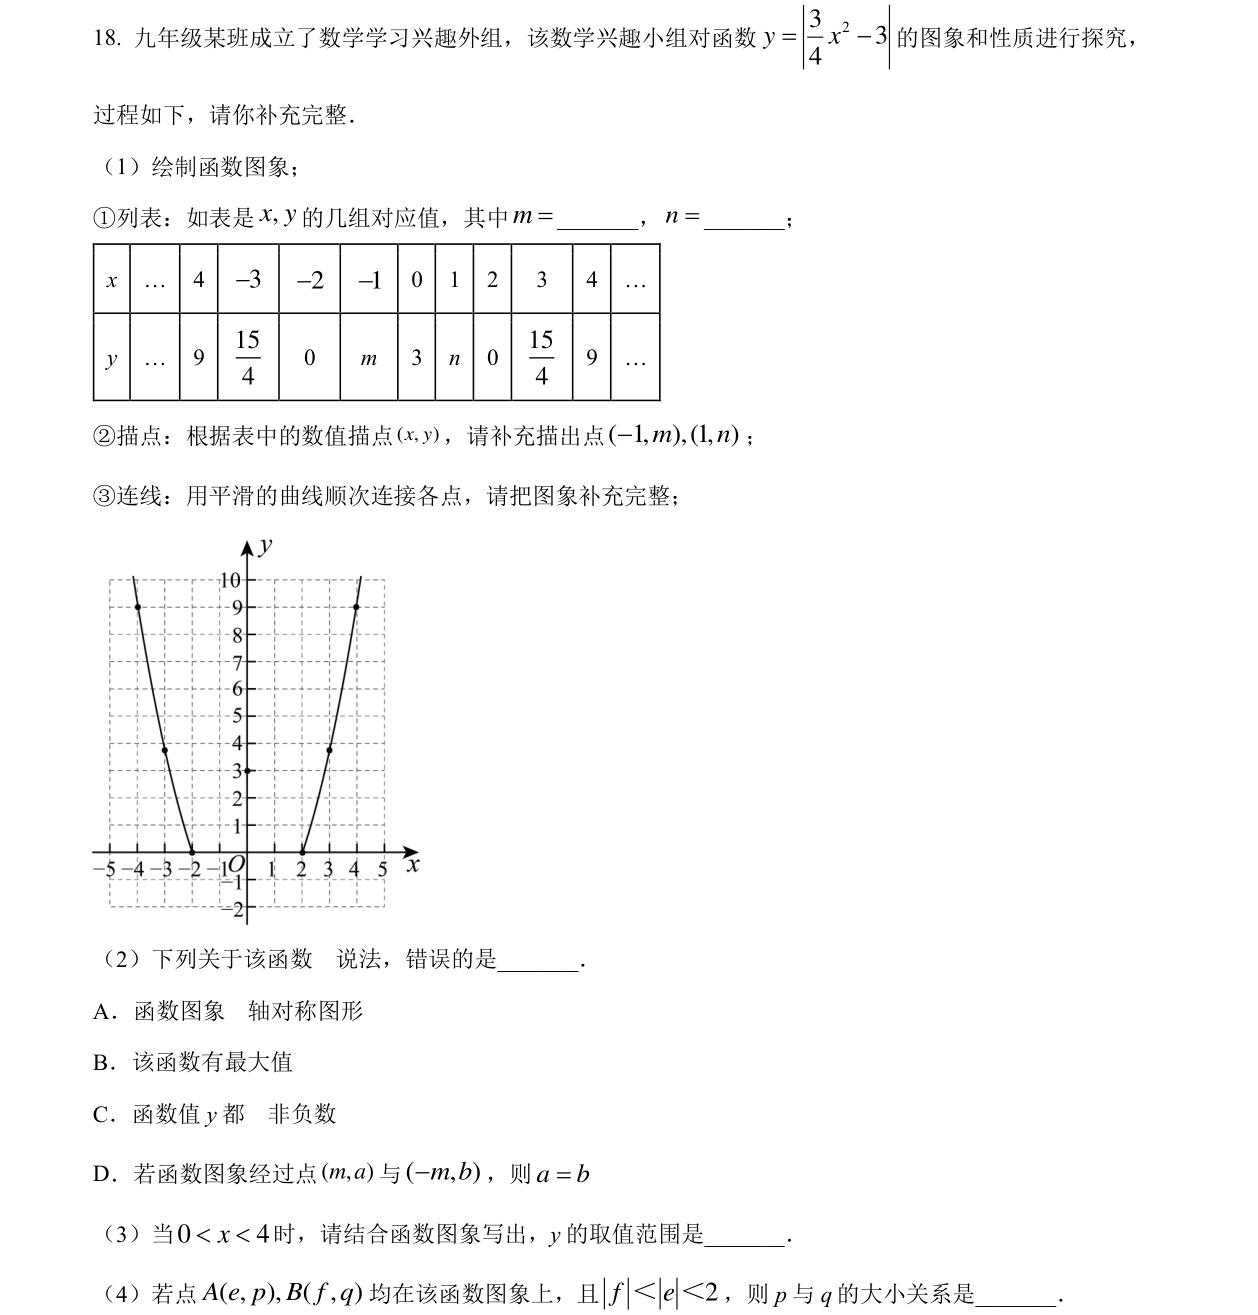 18. 九年级某班成立了数学学习兴趣外组，该数学兴趣小组对函数 y = |3/4 x² − 3| 的图象和性质进行探究，
过程如下，请你补充完整．
（1）绘制函数图象；
①列表：如表是 x, y 的几组对应值，其中 m = _______，n = _______；
x … 4 −3 −2 −1 0 1 2 3 4 …
y … 9 15/4 0 m 3 n 0 15/4 9 …
②描点：根据表中的数值描点 (x, y)，请补充描出点 (−1, m), (1, n)；
③连线：用平滑的曲线顺次连接各点，请把图象补充完整；
y
10
9
8
7
6
5
4
3
2
1
−5 −4 −3 −2 −1 O 1 2 3 4 5 x
−1
−2
（2）下列关于该函数 说法，错误的是_______．
A．函数图象 轴对称图形
B．该函数有最大值
C．函数值 y 都 非负数
D．若函数图象经过点 (m, a) 与 (−m, b)，则 a = b
（3）当 0 < x < 4 时，请结合函数图象写出，y 的取值范围是_______．
（4）若点 A(e, p), B(f, q) 均在该函数图象上，且 |f|＜|e|＜2，则 p 与 q 的大小关系是_______．